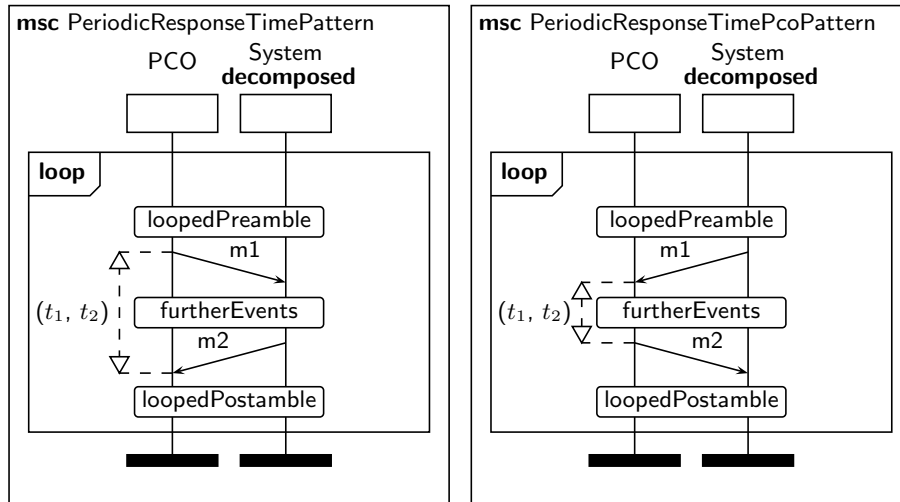 msc PeriodicResponseTimePattern
PCO
System
decomposed
loop
loopedPreamble
m1
(t1, t2)
furtherEvents
m2
loopedPostamble
msc PeriodicResponseTimePcoPattern
PCO
System
decomposed
loop
loopedPreamble
m1
(t1, t2)
furtherEvents
m2
loopedPostamble